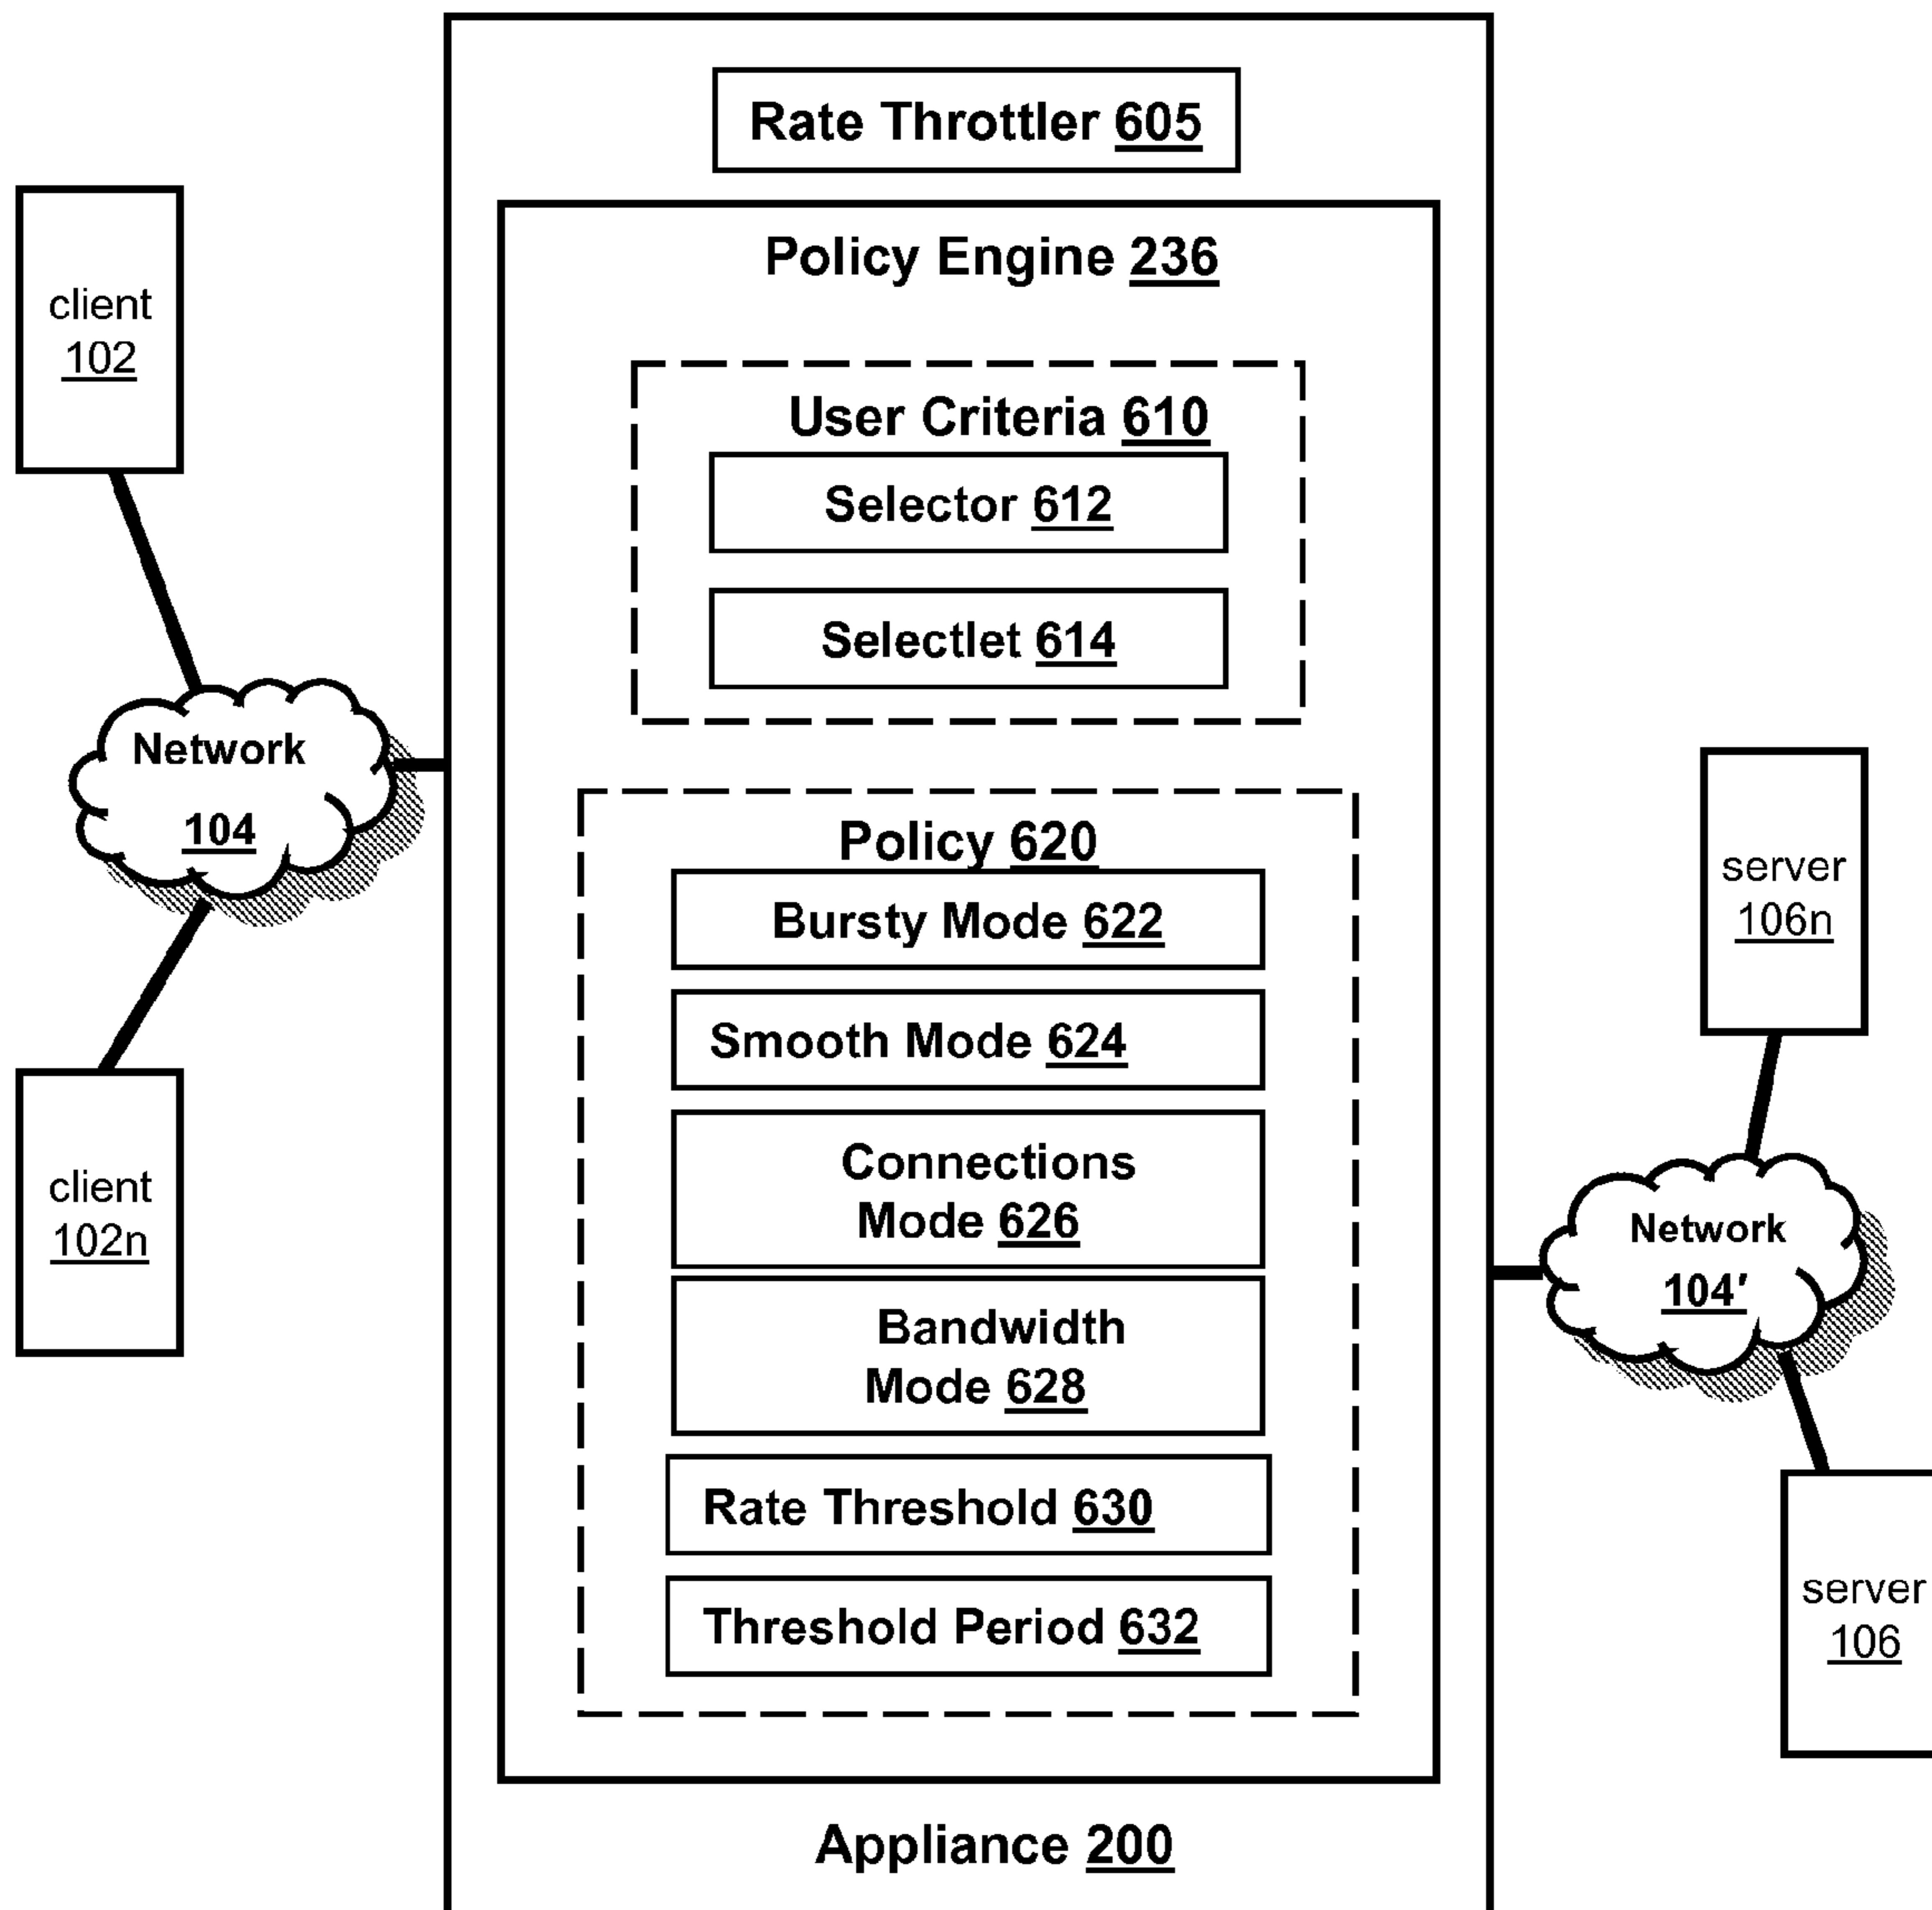 Rate Throttler 605
Policy Engine 236
client
102
User Criteria 610
Selector 612
Selectlet 614
Network
104
Policy 620
Bursty Mode 622
Smooth Mode 624
Connections
Mode 626
Bandwidth
Mode 628
Rate Threshold 630
Threshold Period 632
client
102n
server
106n
Network
104'
server
106
Appliance 200